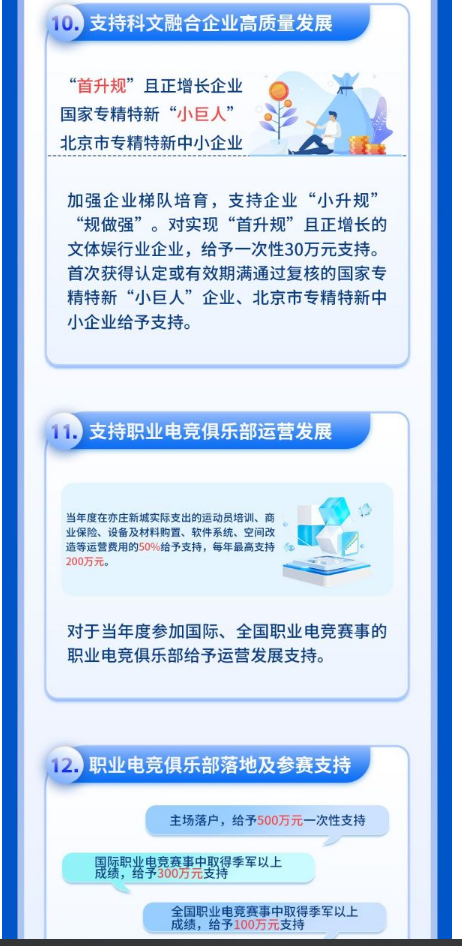 10. 支持科文融合企业高质量发展
“首升规”且正增长企业
国家专精特新“小巨人”
北京市专精特新中小企业
加强企业梯队培育，支持企业“小升规”
“规做强”。对实现“首升规”且正增长的
文体娱行业企业，给予一次性30万元支持。
首次获得认定或有效期满通过复核的国家专
精特新“小巨人”企业、北京市专精特新中
小企业给予支持。
11. 支持职业电竞俱乐部运营发展
当年度在亦庄新城实际支出的运动员培训、商
业保险、设备及材料购置、软件系统、空间改
造等运营费用的50%给予支持，每年最高支持
200万元。
对于当年度参加国际、全国职业电竞赛事的
职业电竞俱乐部给予运营发展支持。
12. 职业电竞俱乐部落地及参赛支持
主场落户，给予500万元一次性支持
国际职业电竞赛事中取得季军以上
成绩，给予300万元支持
全国职业电竞赛事中取得季军以上
成绩，给予100万元支持